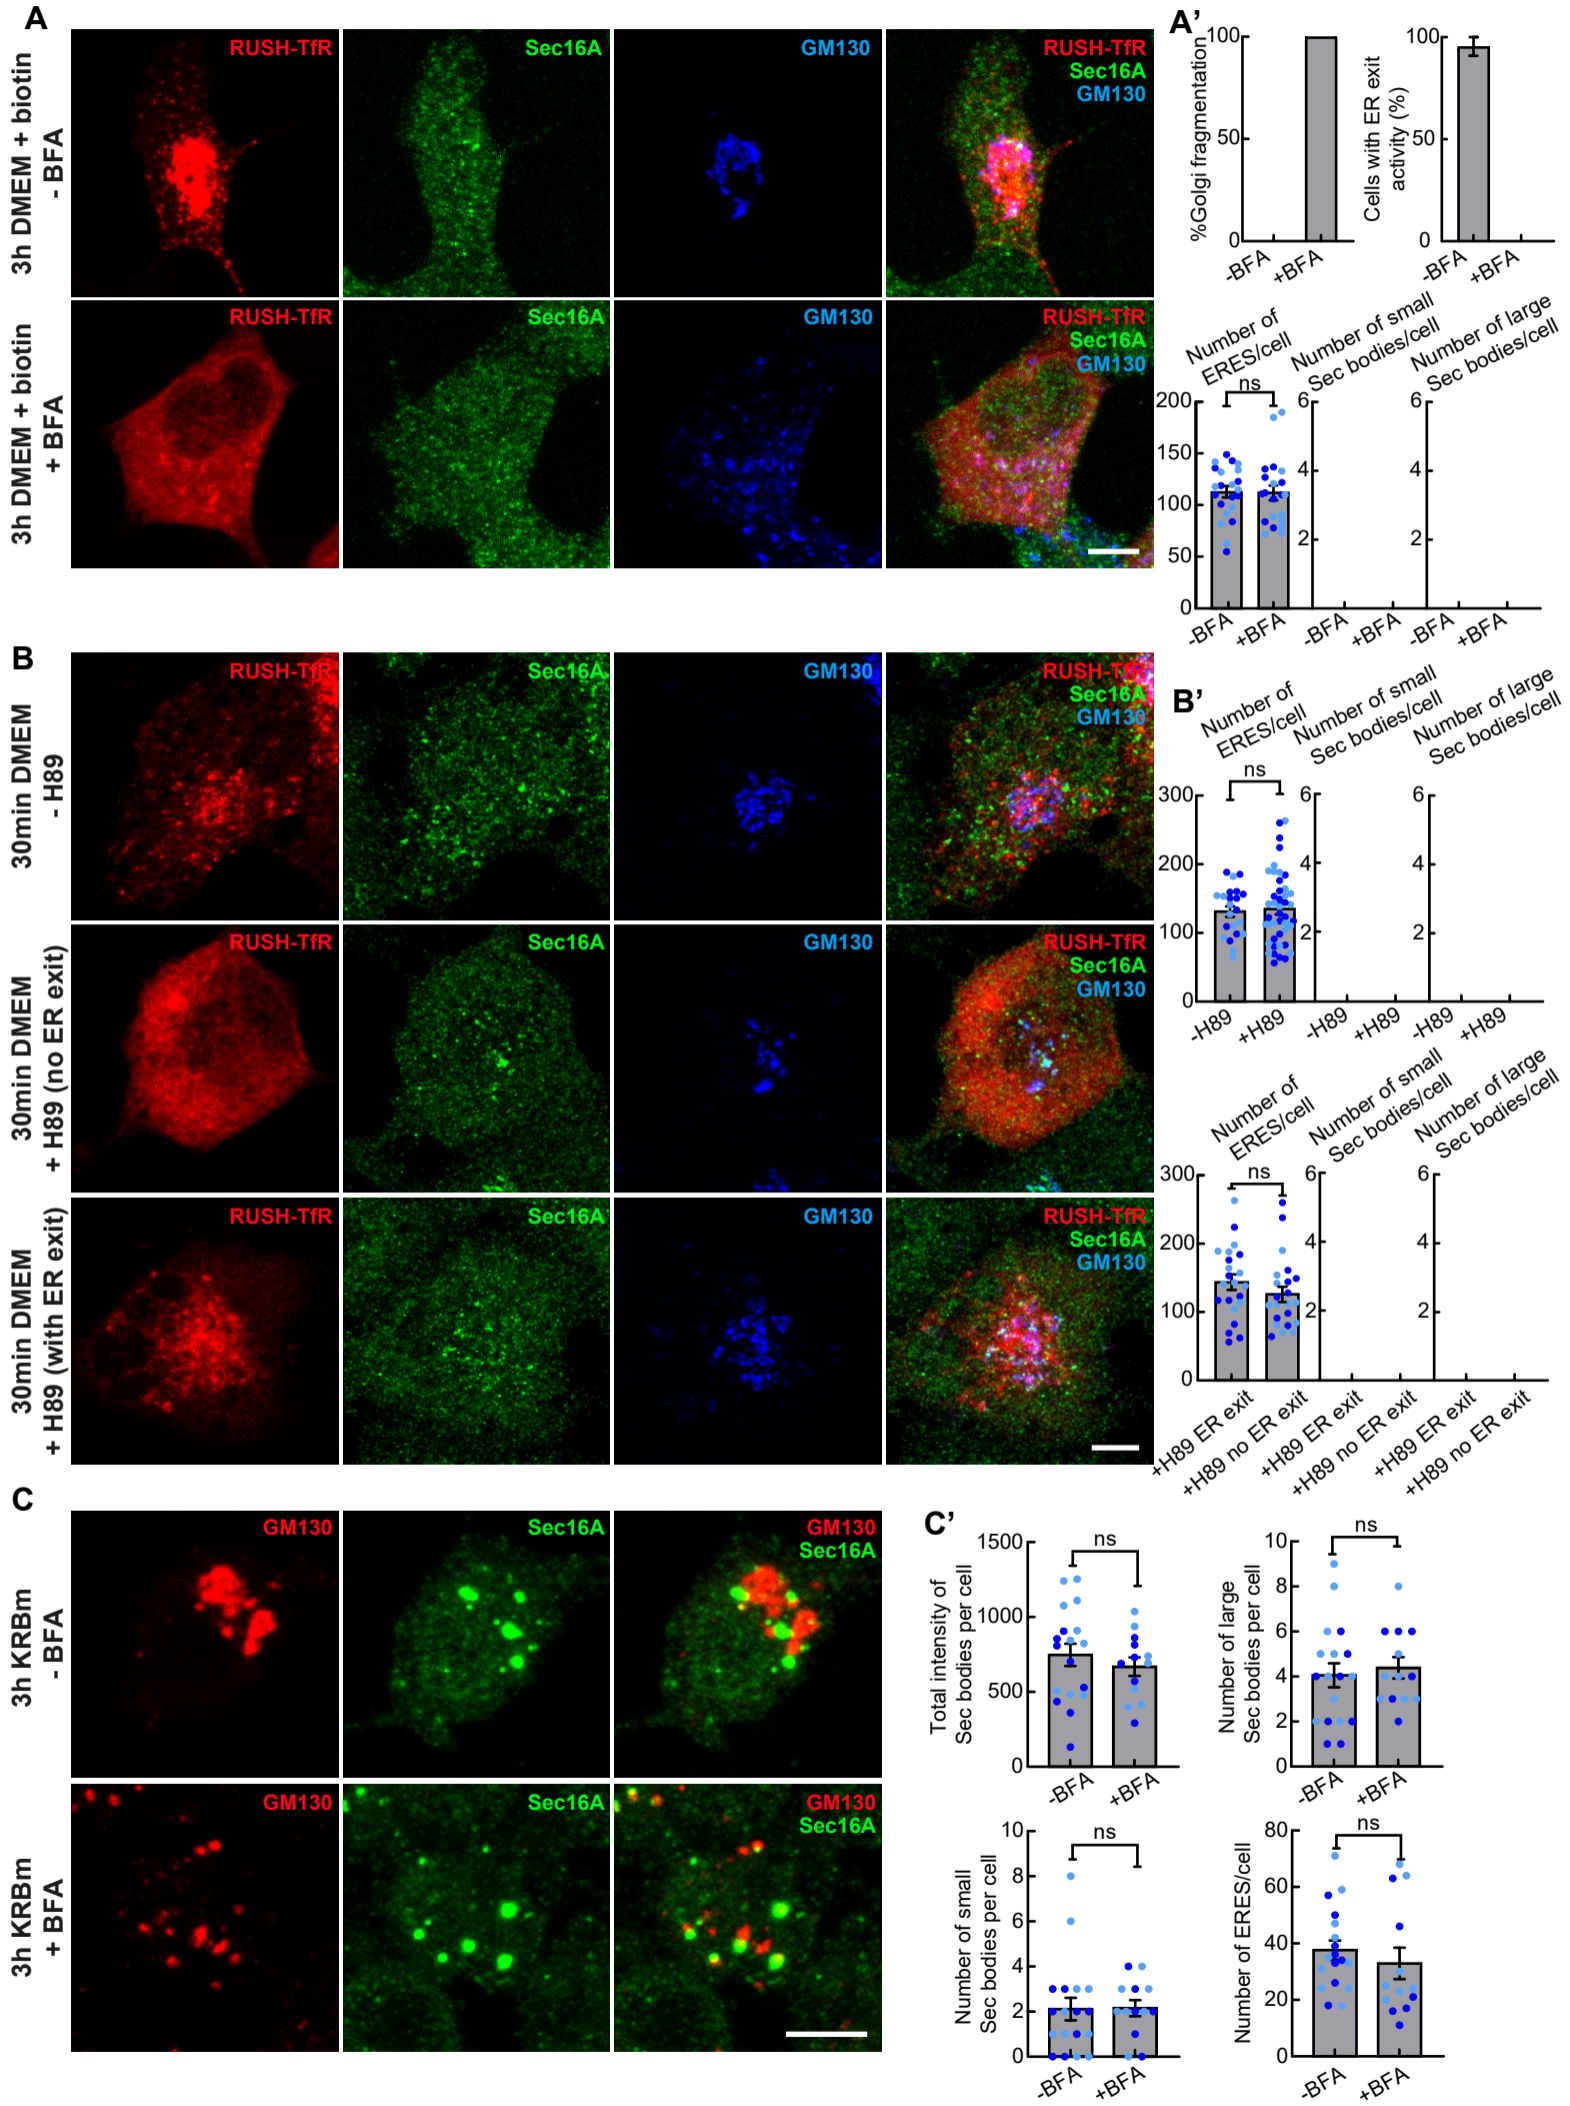 A
3h DMEM + biotin
- BFA
RUSH-TfR
Sec16A
GM130
RUSH-TfR
Sec16A
GM130
3h DMEM + biotin
+ BFA
RUSH-TfR
Sec16A
GM130
RUSH-TfR
Sec16A
GM130
A’
%Golgi fragmentation
100
50
0
-BFA
+BFA
Cells with ER exit
activity (%)
100
50
0
-BFA
+BFA
Number of
ERES/cell
Number of small
Sec bodies/cell
Number of large
Sec bodies/cell
ns
200
150
100
50
0
6
4
2
6
4
2
-BFA
+BFA
-BFA
+BFA
-BFA
+BFA
B
30min DMEM
- H89
RUSH-TfR
Sec16A
GM130
RUSH-TfR
Sec16A
GM130
30min DMEM
+ H89 (no ER exit)
RUSH-TfR
Sec16A
GM130
RUSH-TfR
Sec16A
GM130
30min DMEM
+ H89 (with ER exit)
RUSH-TfR
Sec16A
GM130
RUSH-TfR
Sec16A
GM130
B’
Number of
ERES/cell
Number of small
Sec bodies/cell
Number of large
Sec bodies/cell
ns
300
200
100
0
6
4
2
6
4
2
-H89
+H89
-H89
+H89
-H89
+H89
Number of
ERES/cell
Number of small
Sec bodies/cell
Number of large
Sec bodies/cell
ns
300
200
100
0
6
4
2
6
4
2
+H89 ER exit
+H89 no ER exit
+H89 ER exit
+H89 no ER exit
+H89 ER exit
+H89 no ER exit
C
3h KRBm
- BFA
GM130
Sec16A
GM130
Sec16A
3h KRBm
+ BFA
GM130
Sec16A
GM130
Sec16A
C’
Total intensity of
Sec bodies per cell
1500
1000
500
0
ns
-BFA
+BFA
Number of large
Sec bodies per cell
10
8
6
4
2
0
ns
-BFA
+BFA
Number of small
Sec bodies per cell
10
8
6
4
2
0
ns
-BFA
+BFA
Number of ERES/cell
80
60
40
20
0
ns
-BFA
+BFA